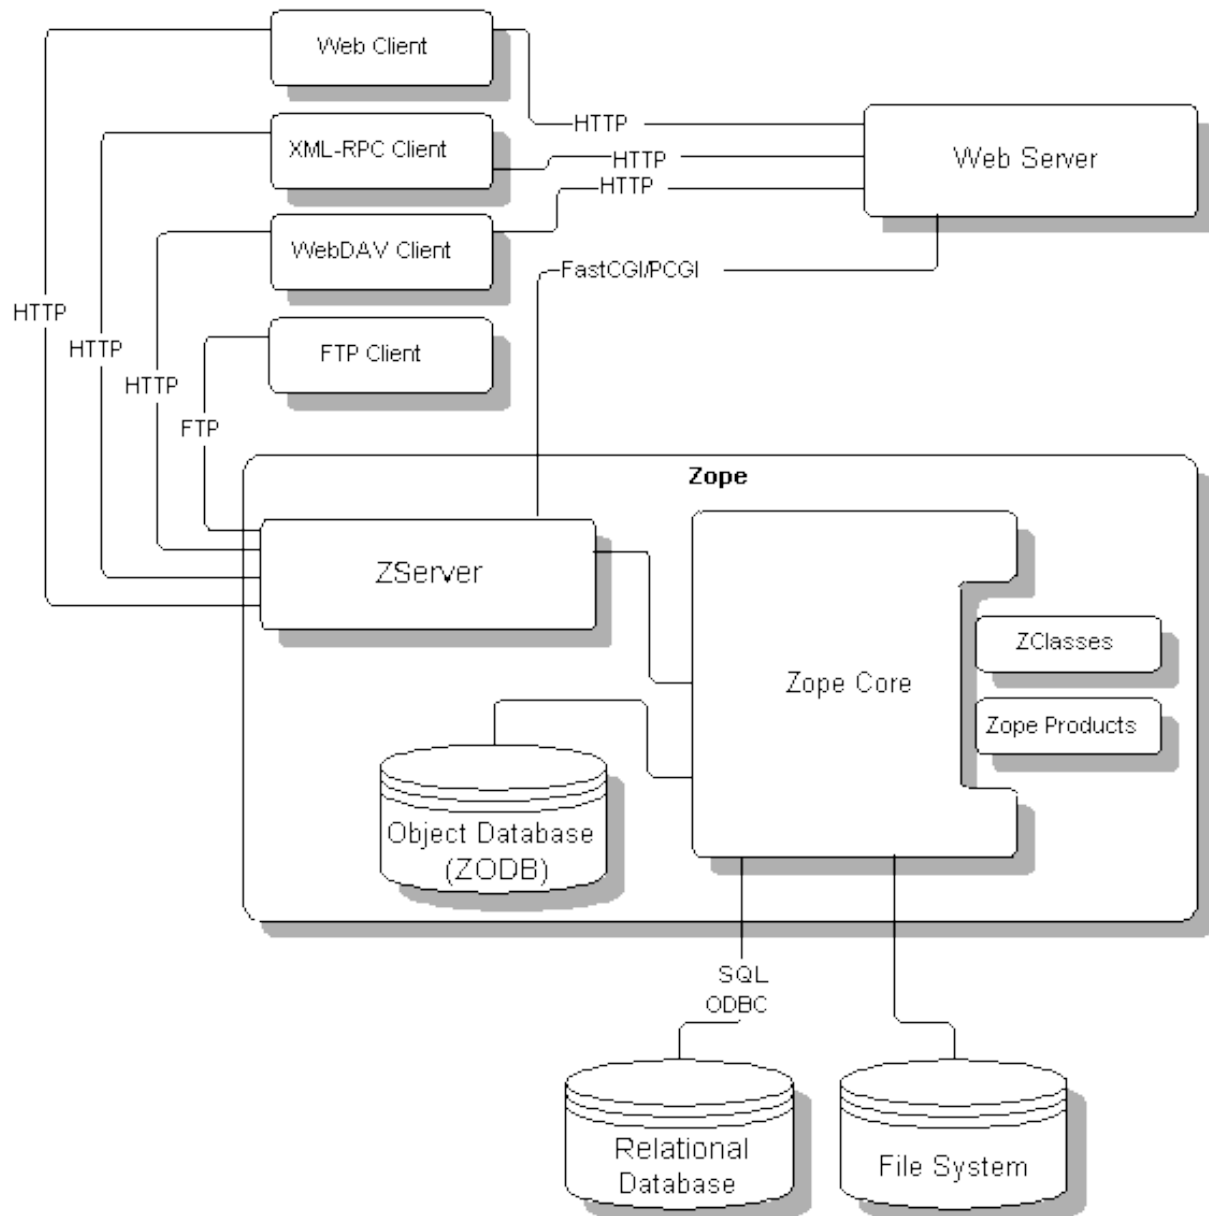 Web Client
HTTP
XML-RPC Client
HTTP
Web Server
HTTP
WebDAV Client
FastCGI/PCGI
HTTP
HTTP
FTP Client
HTTP
FTP
Zope
ZServer
ZClasses
Zope Core
Zope Products
Object Database
(ZODB)
SQL
ODBC
Relational
Database
File System